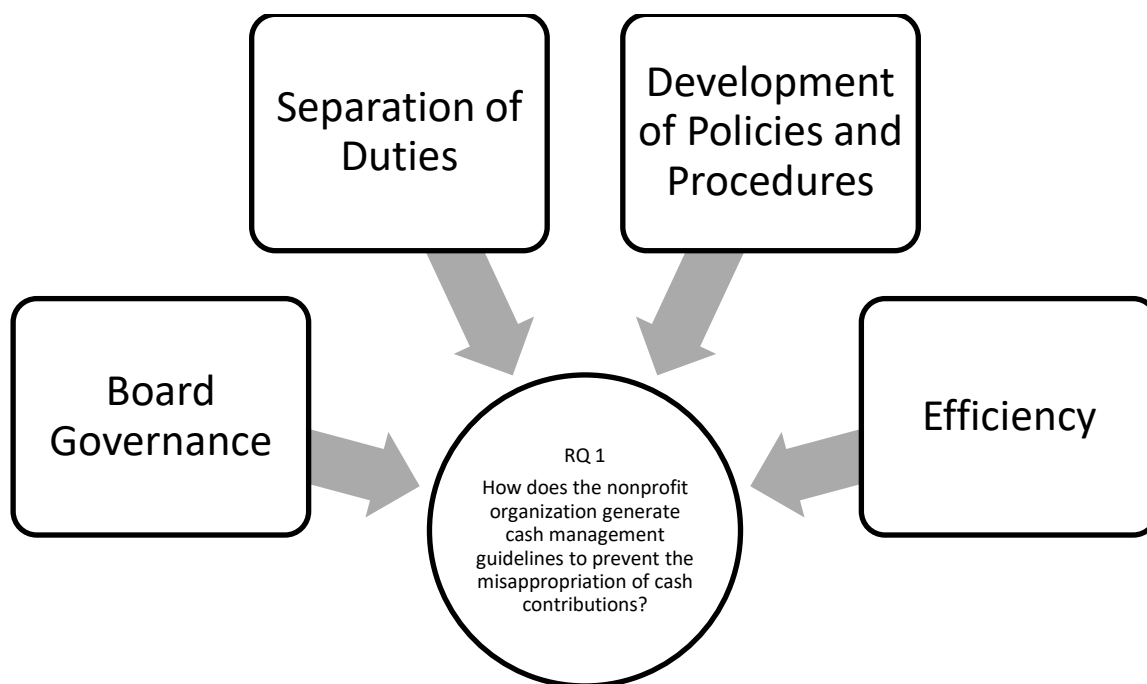 Separation of
Duties
Development
of Policies and
Procedures
Board
Governance
Efficiency
RQ 1
How does the nonprofit
organization generate
cash management
guidelines to prevent the
misappropriation of cash
contributions?